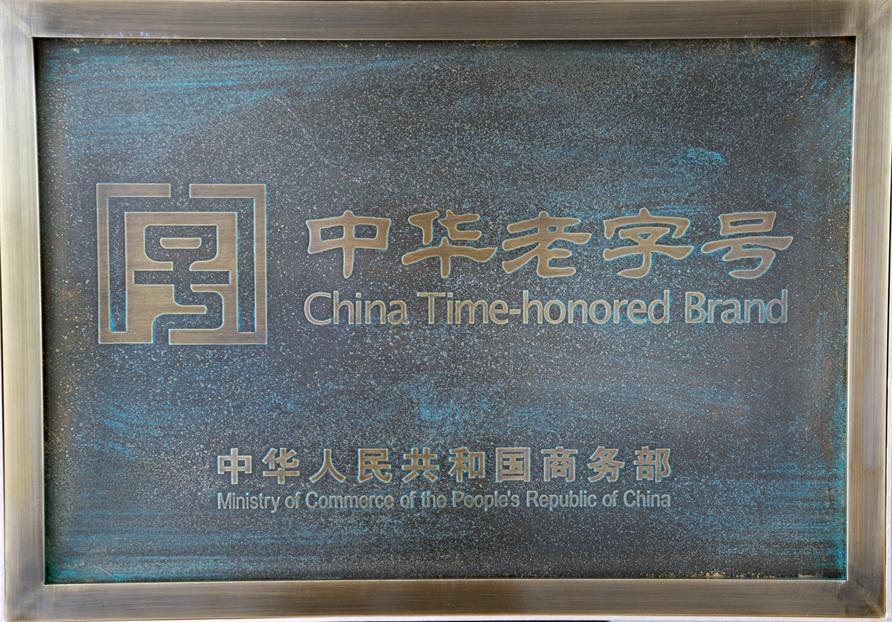 中华老字号
China Time-honored Brand
中华人民共和国商务部
Ministry of Commerce of the People's Republic of China